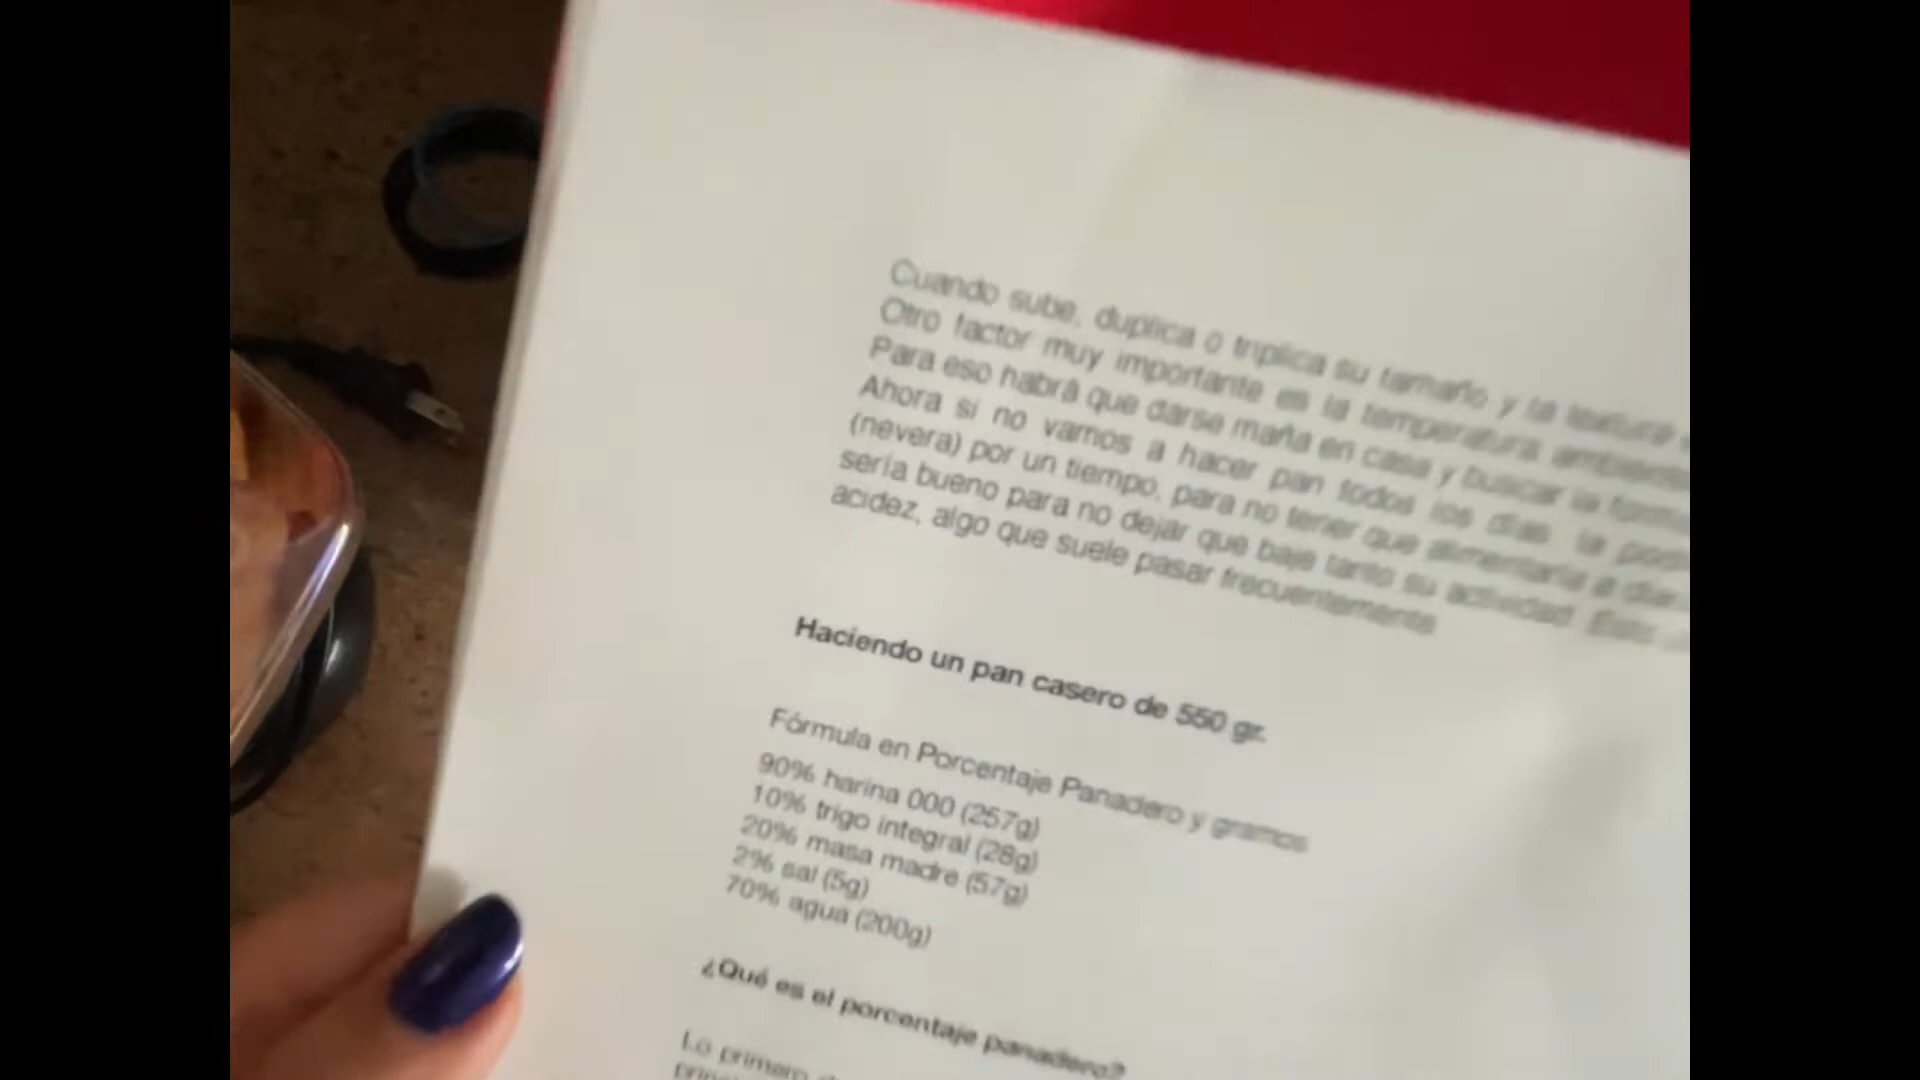 Cuando sube, duplica o triplica su tamaño y la textura
Otro factor muy importante es la temperatura ambiente
Para eso habrá que darse maña en casa y buscar la forma
Ahora si no vamos a hacer pan todos los días, la
(nevera) por un tiempo, para no tener que alimentarla a diario
sería bueno para no dejar que baje tanto su actividad. Esto
acidez, algo que suele pasar frecuentemente
Haciendo un pan casero de 550 gr.
Fórmula en Porcentaje Panadero y gramos
90% harina 000 (257g)
10% trigo integral (28g)
20% masa madre (57g)
2% sal (5g)
70% agua (200g)
¿Qué es el porcentaje panadero?
Lo primero